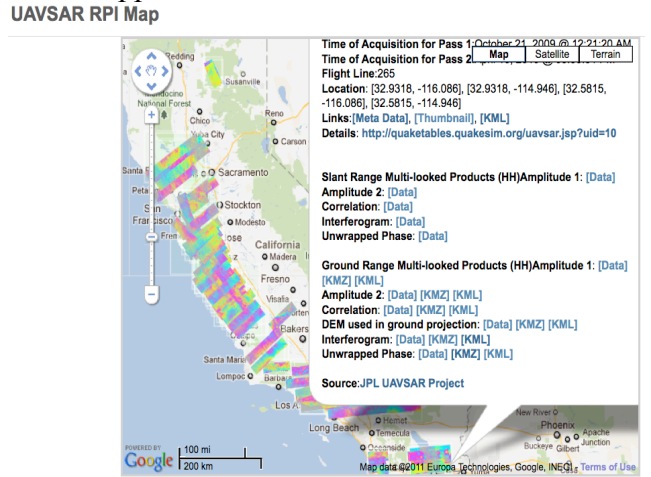 UAVSAR RPI Map
Time of Acquisition for Pass 1:October 21, 2009 @ 12:21:20 AM
Time of Acquisition for Pass 2
Map
Satellite
Terrain
Flight Line:265
Location: [32.9318, -116.086], [32.9318, -114.946], [32.5815,
-116.086], [32.5815, -114.946]
Links:[Meta Data], [Thumbnail], [KML]
Details: http://quaketables.quakesim.org/uavsar.jsp?uid=10
Slant Range Multi-looked Products (HH)Amplitude 1: [Data]
Amplitude 2: [Data]
Correlation: [Data]
Interferogram: [Data]
Unwrapped Phase: [Data]
Ground Range Multi-looked Products (HH)Amplitude 1: [Data]
[KMZ] [KML]
Amplitude 2: [Data] [KMZ] [KML]
Correlation: [Data] [KMZ] [KML]
DEM used in ground projection: [Data] [KMZ] [KML]
Interferogram: [Data] [KMZ] [KML]
Unwrapped Phase: [Data] [KMZ] [KML]
Source:JPL UAVSAR Project
Redding
Susanville
National Forest
Chico
Reno
Yuba City
Carson
Santa
Sacramento
Peta
San
Francisco
Stockton
Modesto
Frem
ose
California
Madera
Fresno
Visalia
Bakers
Santa Maria
Lompoc
Barbara
Los A
Long Beach
Hemet
Temecula
Oceanside
New River
Phoenix
Buckeye
Gilbert
Apache
Junction
POWERED BY
Google
100 mi
200 km
Map data ©2011 Europa Technologies, Google, INEGI - Terms of Use